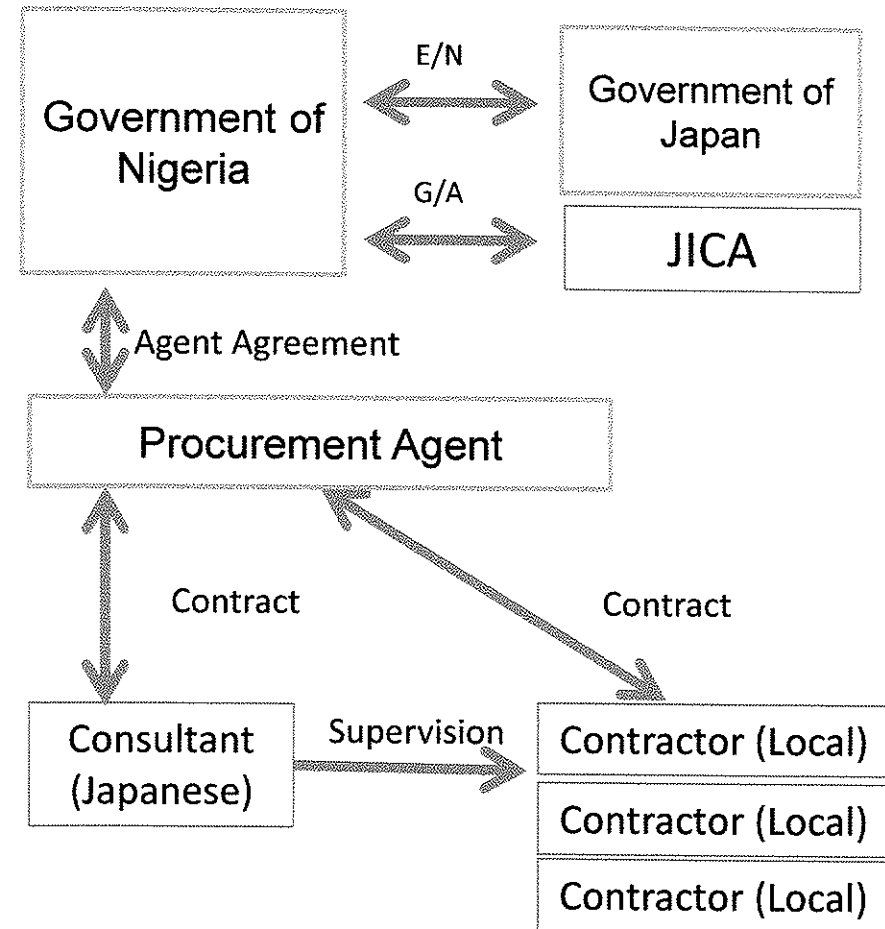 E/N
Government of
Nigeria
Government of
Japan
G/A
JICA
Agent Agreement
Procurement Agent
Contract
Contract
Consultant
(Japanese)
Supervision
Contractor (Local)
Contractor (Local)
Contractor (Local)